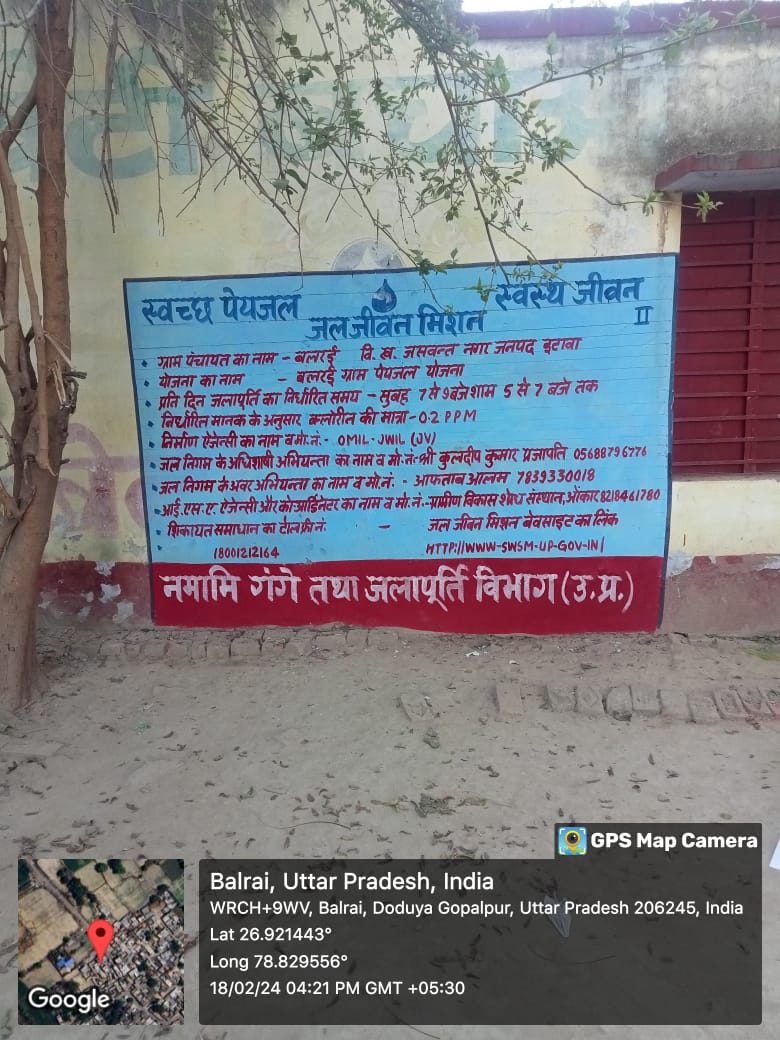 स्वच्छ पेयजल स्वस्थ जीवन
जल जीवन मिशन II
• ग्राम पंचायत का नाम - बलरई वि. ख. जसवन्त नगर जनपद इटावा
• योजना का नाम - बलरई ग्राम पेयजल योजना
• प्रति दिन जलापूर्ति का निर्धारित समय - सुबह 7 से 9 बजे शाम 5 से 7 बजे तक
• निर्धारित मानक के अनुसार क्लोरीन की मात्रा - 0.2 PPM
• निर्माण ऐजेन्सी का नाम व मो. नं. - OMIL - JWIL (JV)
• जल निगम के अधिशाषी अभियन्ता का नाम व मो. नं. श्री कुलदीप कुमार प्रजापति 05688796776
• जल निगम के अवर अभियन्ता का नाम व मो. नं. - आफताब आलम 7839330018
• आई. एस. ए. ऐजेन्सी और को-आर्डिनेटर का नाम व मो. नं. - ग्रामीण विकास शोध संस्थान, ओंकार 8218461780
• शिकायत समाधान का टोल फ्री नं. - जल जीवन मिशन बेवसाइट का लिंक
• 18001212164 HTTP://WWW-SWSM-UP-GOV-IN/
नमामि गंगे तथा जलापूर्ति विभाग (उ.प्र.)
GPS Map Camera
Balrai, Uttar Pradesh, India
WRCH+9WV, Balrai, Doduya Gopalpur, Uttar Pradesh 206245, India
Lat 26.921443°
Long 78.829556°
18/02/24 04:21 PM GMT +05:30
Google